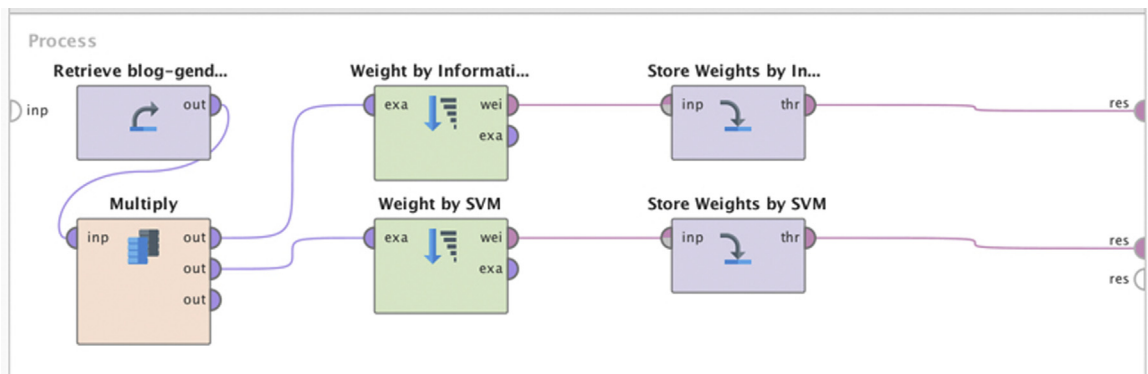 Process
Retrieve blog-gend...
Weight by Informati...
Store Weights by In...
inp
out
exa
wei
exa
inp
thr
res
Multiply
Weight by SVM
Store Weights by SVM
inp
out
out
out
exa
wei
exa
inp
thr
res
res